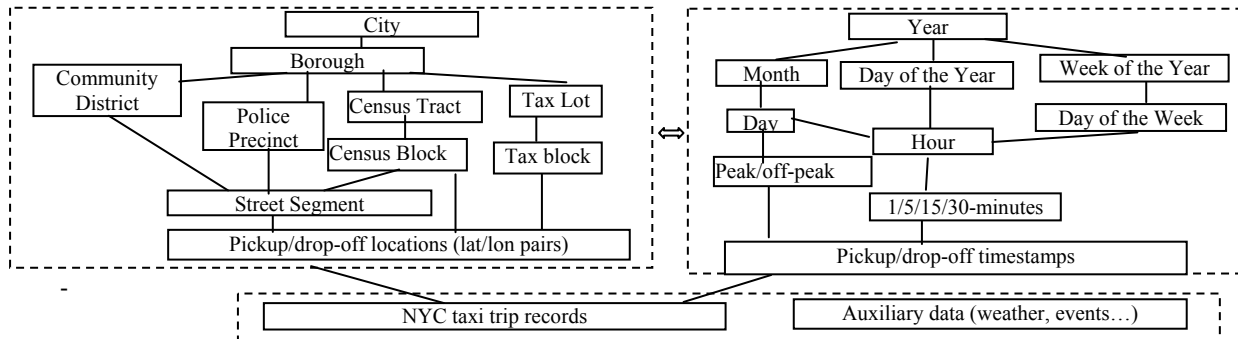 City
Borough
Community
District
Police
Precinct
Census Tract
Tax Lot
Census Block
Tax block
Street Segment
Pickup/drop-off locations (lat/lon pairs)
⇔
Year
Month
Day of the Year
Week of the Year
Day
Day of the Week
Hour
Peak/off-peak
1/5/15/30-minutes
Pickup/drop-off timestamps
-
NYC taxi trip records
Auxiliary data (weather, events…)